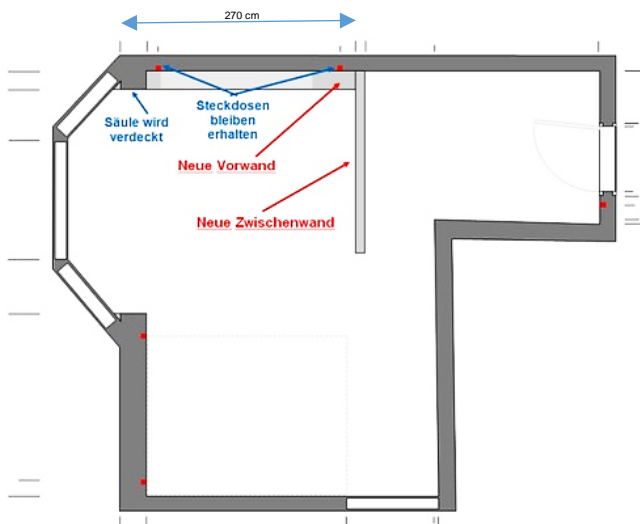 270 cm
Säule wird
verdeckt
Steckdosen
bleiben
erhalten
Neue Vorwand
Neue Zwischenwand